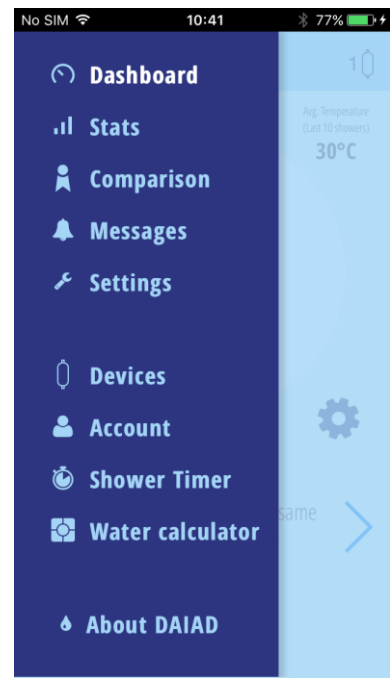 No SIM 10:41 77%
Dashboard
1
Stats
Avg. Temperature
(Last 10 showers)
30°C
Comparison
Messages
Settings
Devices
Account
Shower Timer
same
Water calculator
About DAIAD